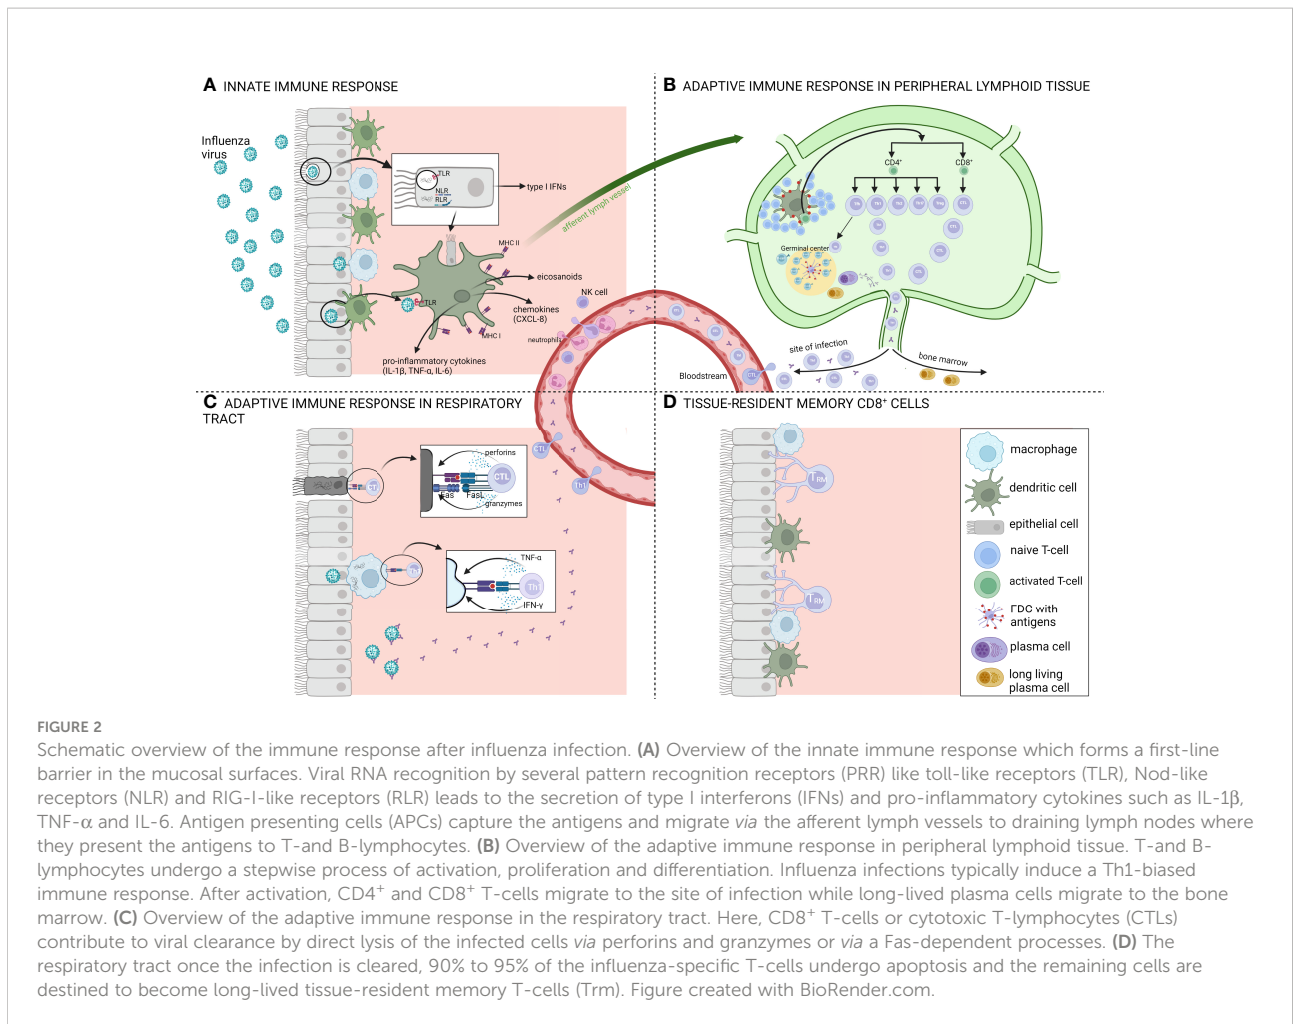 A INNATE IMMUNE RESPONSE
Influenza
virus
TLR
NLR
RLR
type I IFNs
afferent lymph vessel
MHC II
eicosanoids
TLR
chemokines
(CXCL-8)
MHC I
pro-inflammatory cytokines
(IL-1β, TNF-α, IL-6)
NK cell
neutrophils
B ADAPTIVE IMMUNE RESPONSE IN PERIPHERAL LYMPHOID TISSUE
CD4+
CD8+
Germinal center
site of infection
bone marrow
Bloodstream
CTL
C ADAPTIVE IMMUNE RESPONSE IN RESPIRATORY
TRACT
CTL
Th1
perforins
CTL
Fas
FasL
granzymes
TNF-α
Th1
IFN-γ
D TISSUE-RESIDENT MEMORY CD8+ CELLS
TRM
TRM
macrophage
dendritic cell
epithelial cell
naive T-cell
activated T-cell
FDC with
antigens
plasma cell
long living
plasma cell
FIGURE 2
Schematic overview of the immune response after influenza infection. (A) Overview of the innate immune response which forms a first-line
barrier in the mucosal surfaces. Viral RNA recognition by several pattern recognition receptors (PRR) like toll-like receptors (TLR), Nod-like
receptors (NLR) and RIG-I-like receptors (RLR) leads to the secretion of type I interferons (IFNs) and pro-inflammatory cytokines such as IL-1β,
TNF-α and IL-6. Antigen presenting cells (APCs) capture the antigens and migrate via the afferent lymph vessels to draining lymph nodes where
they present the antigens to T-and B-lymphocytes. (B) Overview of the adaptive immune response in peripheral lymphoid tissue. T-and B-
lymphocytes undergo a stepwise process of activation, proliferation and differentiation. Influenza infections typically induce a Th1-biased
immune response. After activation, CD4+ and CD8+ T-cells migrate to the site of infection while long-lived plasma cells migrate to the bone
marrow. (C) Overview of the adaptive immune response in the respiratory tract. Here, CD8+ T-cells or cytotoxic T-lymphocytes (CTLs)
contribute to viral clearance by direct lysis of the infected cells via perforins and granzymes or via a Fas-dependent processes. (D) The
respiratory tract once the infection is cleared, 90% to 95% of the influenza-specific T-cells undergo apoptosis and the remaining cells are
destined to become long-lived tissue-resident memory T-cells (Trm). Figure created with BioRender.com.